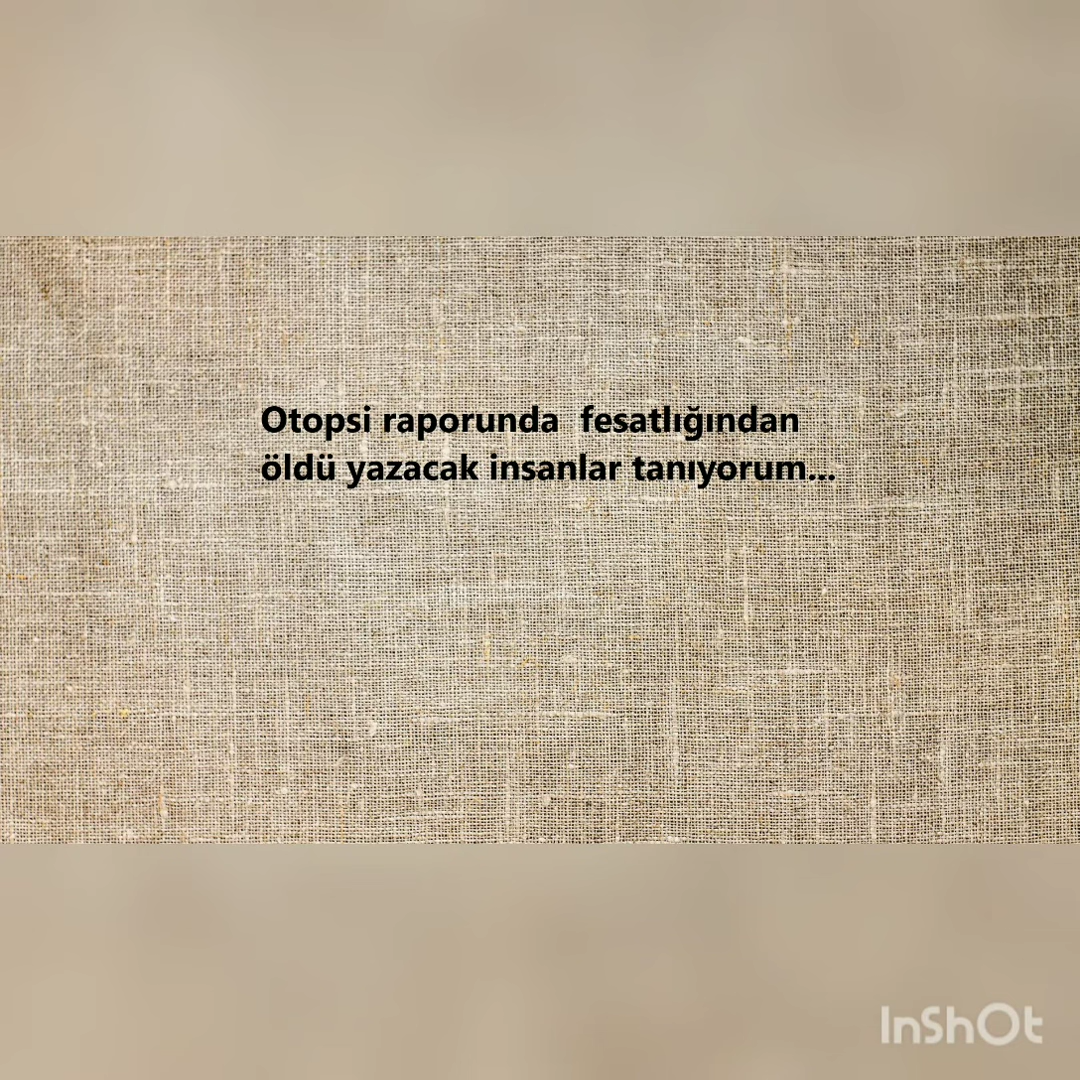 Otopsi raporunda  fesatlığından
öldü yazacak insanlar tanıyorum...
InShOt